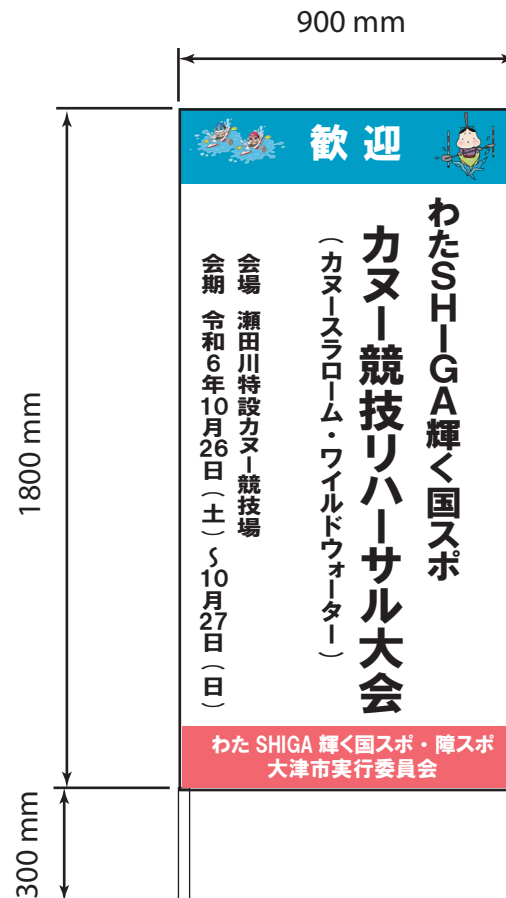 900 mm
1800 mm
300 mm
歓迎
わたSHIGA輝く国スポ
カヌー競技リハーサル大会
（カヌースラローム・ワイルドウォーター）
会場 瀬田川特設カヌー競技場
会期 令和6年10月26日（土）〜10月27日（日）
わた SHIGA 輝く国スポ・障スポ
大津市実行委員会